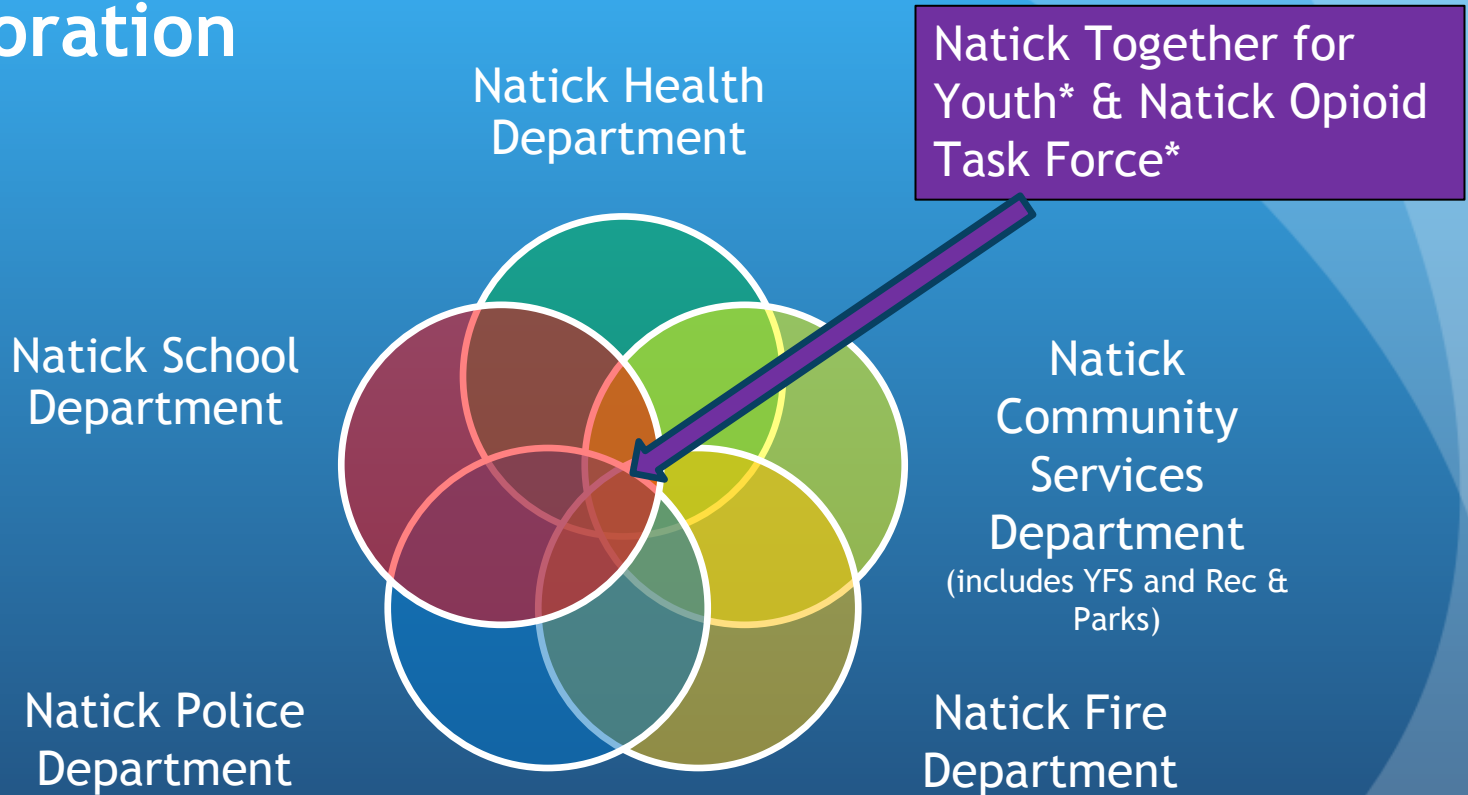 Natick Health
Department
Natick Together for
Youth* & Natick Opioid
Task Force*
Natick School
Department
Natick
Community
Services
Department
(includes YFS and Rec &
Parks)
Natick Police
Department
Natick Fire
Department